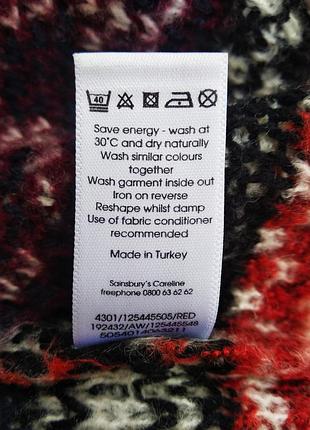 40
Save energy - wash at
30°C and dry naturally
Wash similar colours
together
Wash garment inside out
Iron on reverse
Reshape whilst damp
Use of fabric conditioner
recommended
Made in Turkey
Sainsbury's Careline
freephone 0800 63 62 62
4301/125445505/RED
192432/AW/125445548
5054014063211